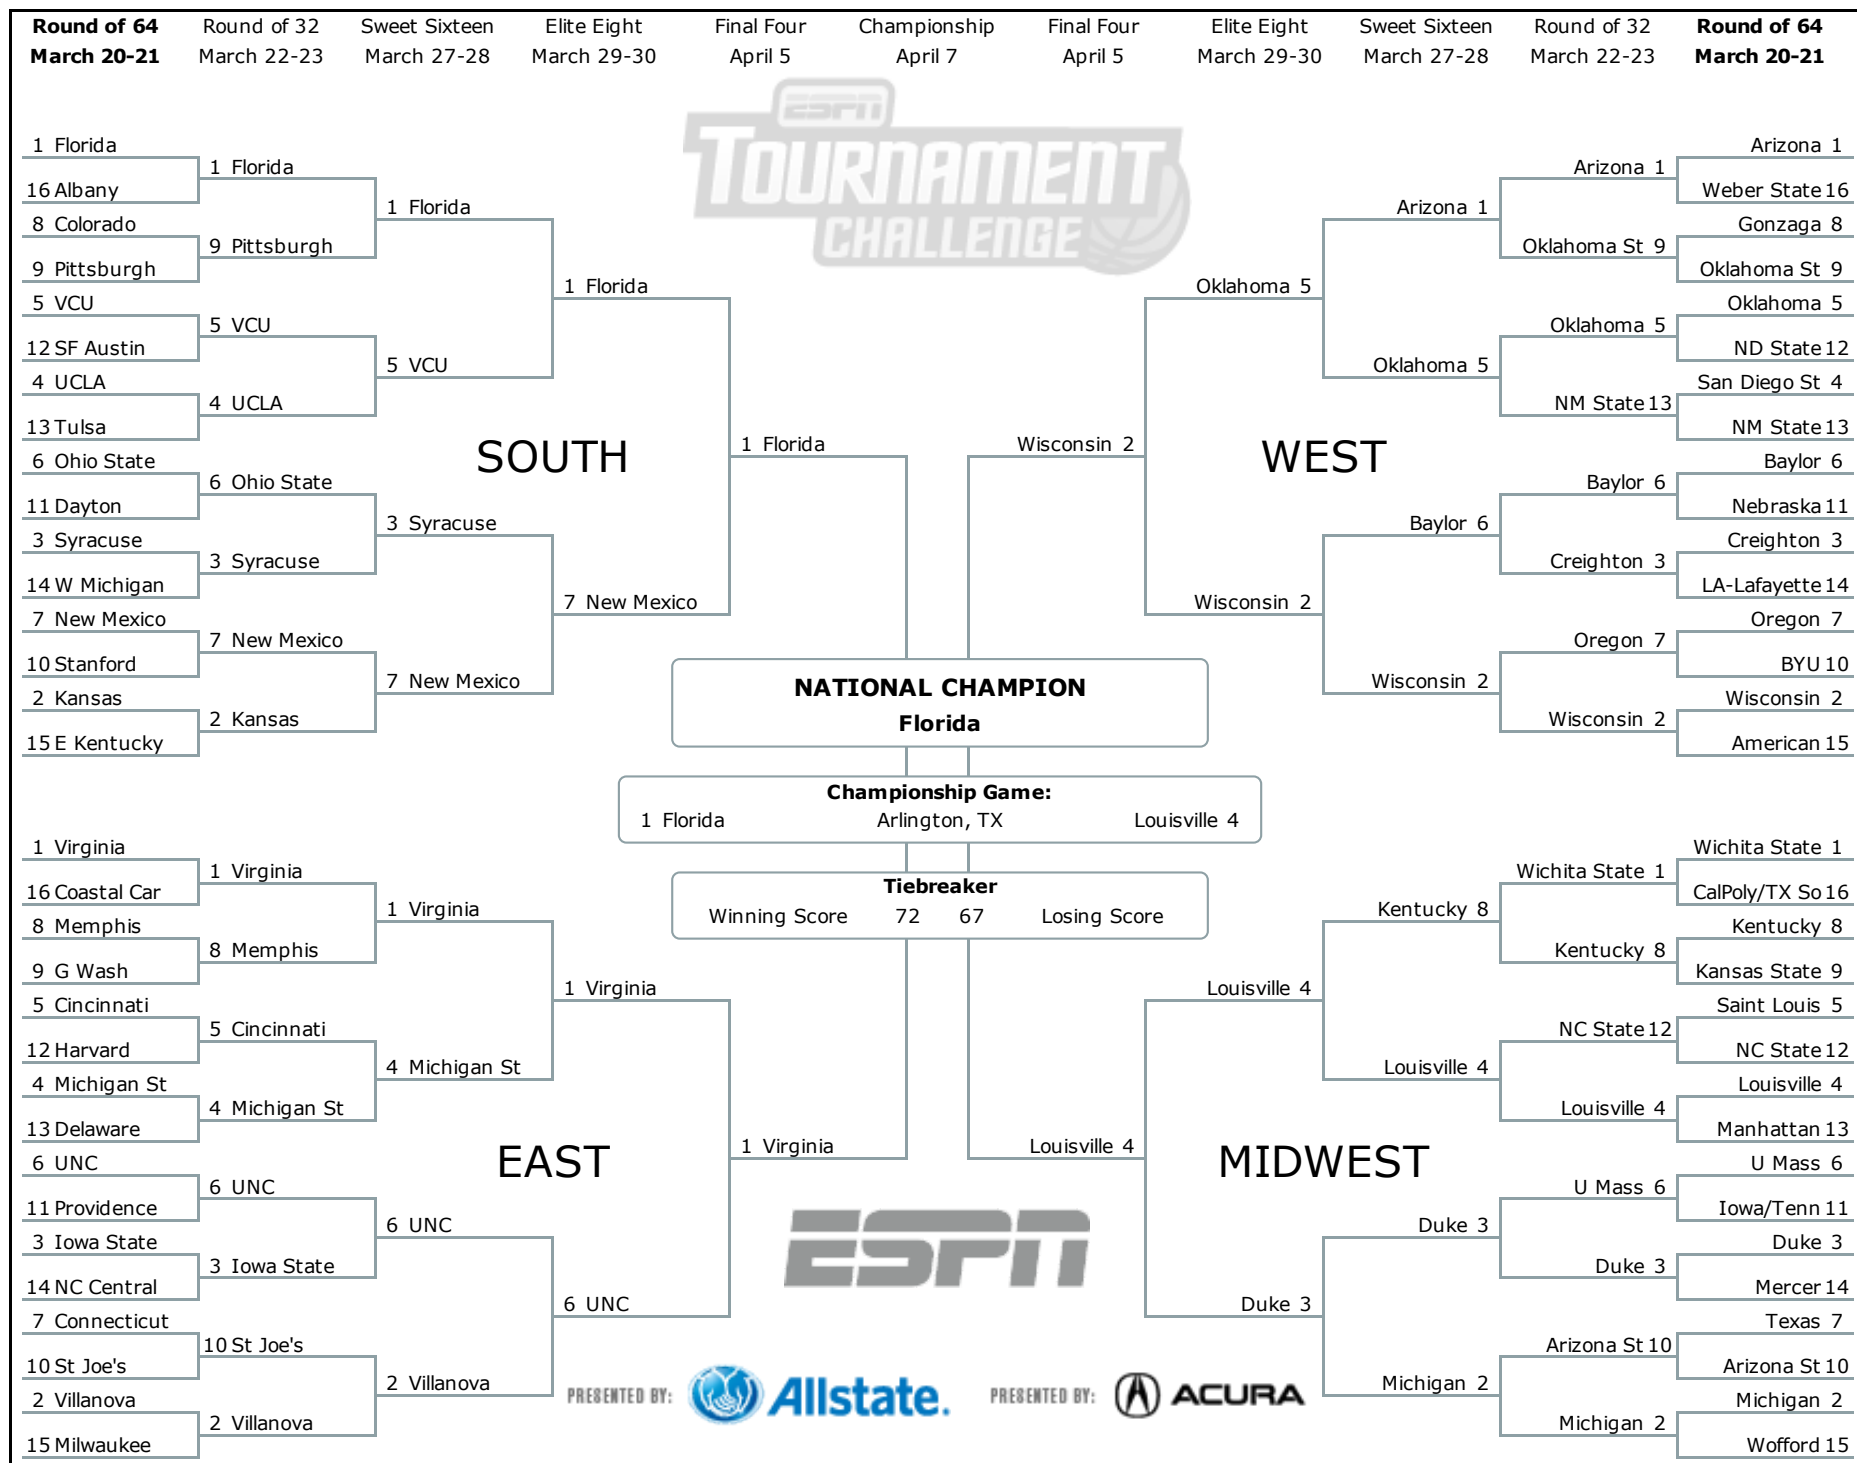 Round of 64 Round of 32 Sweet Sixteen Elite Eight Final Four Championship Final Four Elite Eight Sweet Sixteen Round of 32 Round of 64
March 20-21 March 22-23 March 27-28 March 29-30 April 5 April 7 April 5 March 29-30 March 27-28 March 22-23 March 20-21
ESPN
TOURNAMENT
CHALLENGE
1 Florida
16 Albany
8 Colorado
9 Pittsburgh
5 VCU
12 SF Austin
4 UCLA
13 Tulsa
6 Ohio State
11 Dayton
3 Syracuse
14 W Michigan
7 New Mexico
10 Stanford
2 Kansas
15 E Kentucky
1 Florida
9 Pittsburgh
5 VCU
4 UCLA
6 Ohio State
3 Syracuse
7 New Mexico
2 Kansas
1 Florida
5 VCU
3 Syracuse
7 New Mexico
1 Florida
7 New Mexico
1 Florida
SOUTH
Wisconsin 2
WEST
Oklahoma 5
Wisconsin 2
Arizona 1
Oklahoma 5
Baylor 6
Wisconsin 2
Arizona 1
Oklahoma St 9
Oklahoma 5
NM State 13
Baylor 6
Creighton 3
Oregon 7
Wisconsin 2
Arizona 1
Weber State 16
Gonzaga 8
Oklahoma St 9
Oklahoma 5
ND State 12
San Diego St 4
NM State 13
Baylor 6
Nebraska 11
Creighton 3
LA-Lafayette 14
Oregon 7
BYU 10
Wisconsin 2
American 15
NATIONAL CHAMPION
Florida
Championship Game:
1 Florida Arlington, TX Louisville 4
Tiebreaker
Winning Score 72 67 Losing Score
1 Virginia
16 Coastal Car
8 Memphis
9 G Wash
5 Cincinnati
12 Harvard
4 Michigan St
13 Delaware
6 UNC
11 Providence
3 Iowa State
14 NC Central
7 Connecticut
10 St Joe's
2 Villanova
15 Milwaukee
1 Virginia
8 Memphis
5 Cincinnati
4 Michigan St
6 UNC
3 Iowa State
10 St Joe's
2 Villanova
1 Virginia
4 Michigan St
6 UNC
2 Villanova
1 Virginia
6 UNC
1 Virginia
EAST
Louisville 4
MIDWEST
Louisville 4
Duke 3
Kentucky 8
Louisville 4
Duke 3
Michigan 2
Wichita State 1
Kentucky 8
NC State 12
Louisville 4
U Mass 6
Duke 3
Arizona St 10
Michigan 2
Wichita State 1
CalPoly/TX So 16
Kentucky 8
Kansas State 9
Saint Louis 5
NC State 12
Louisville 4
Manhattan 13
U Mass 6
Iowa/Tenn 11
Duke 3
Mercer 14
Texas 7
Arizona St 10
Michigan 2
Wofford 15
ESPN
PRESENTED BY: Allstate. PRESENTED BY: ACURA